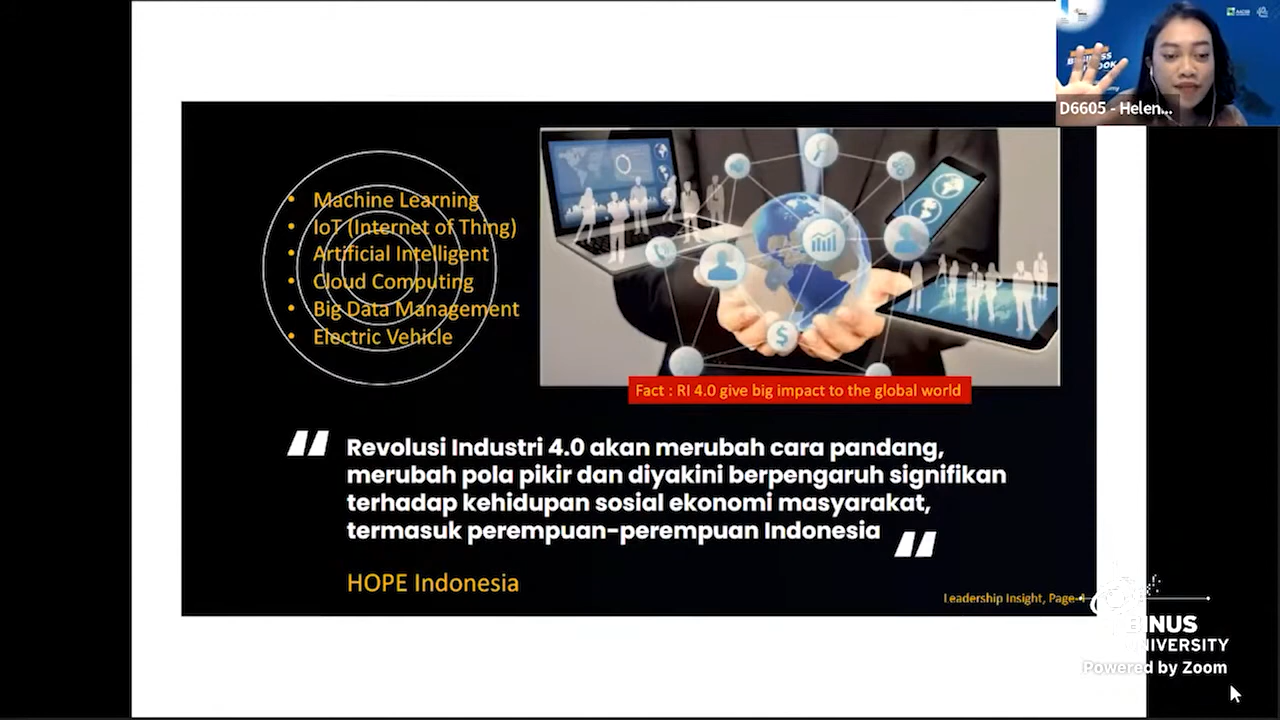 D6605 - Helen...
• Machine Learning
• IoT (Internet of Thing)
• Artificial Intelligent
• Cloud Computing
• Big Data Management
• Electric Vehicle
$
Fact : RI 4.0 give big impact to the global world
Revolusi Industri 4.0 akan merubah cara pandang,
merubah pola pikir dan diyakini berpengaruh signifikan
terhadap kehidupan sosial ekonomi masyarakat,
termasuk perempuan-perempuan Indonesia
HOPE Indonesia
Leadership Insight, Page
BINUS
UNIVERSITY
Powered by Zoom